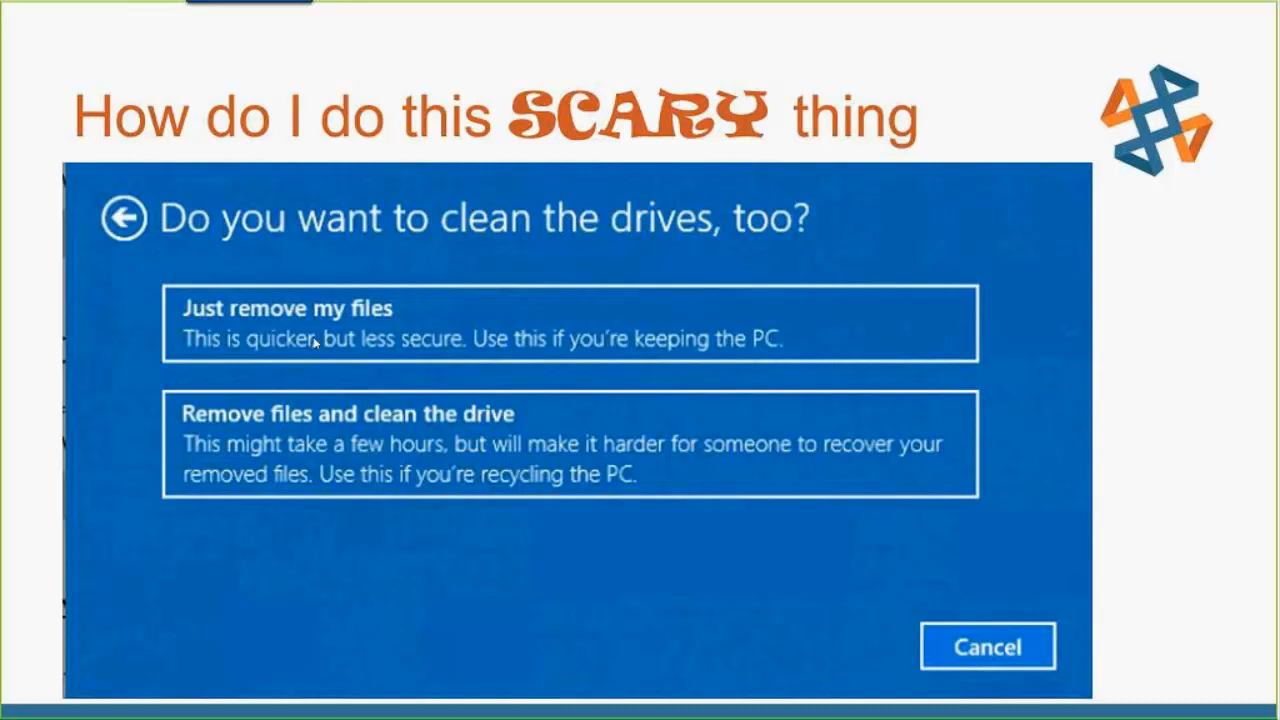 How do I do this SCARY thing
Do you want to clean the drives, too?
Just remove my files
This is quicker, but less secure. Use this if you're keeping the PC.
Remove files and clean the drive
This might take a few hours, but will make it harder for someone to recover your
removed files. Use this if you're recycling the PC.
Cancel